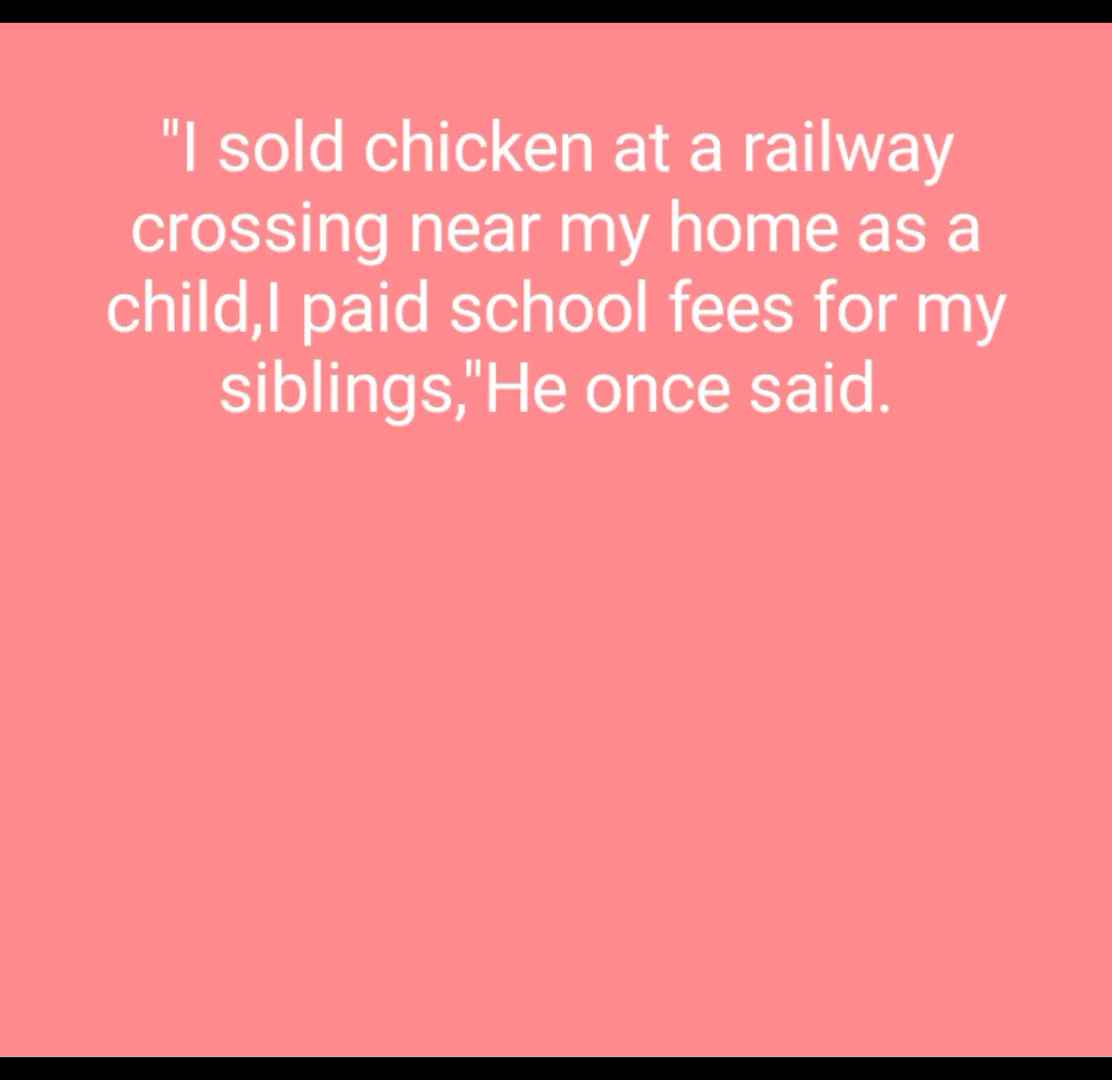 "I sold chicken at a railway
crossing near my home as a
child,I paid school fees for my
siblings,"He once said.